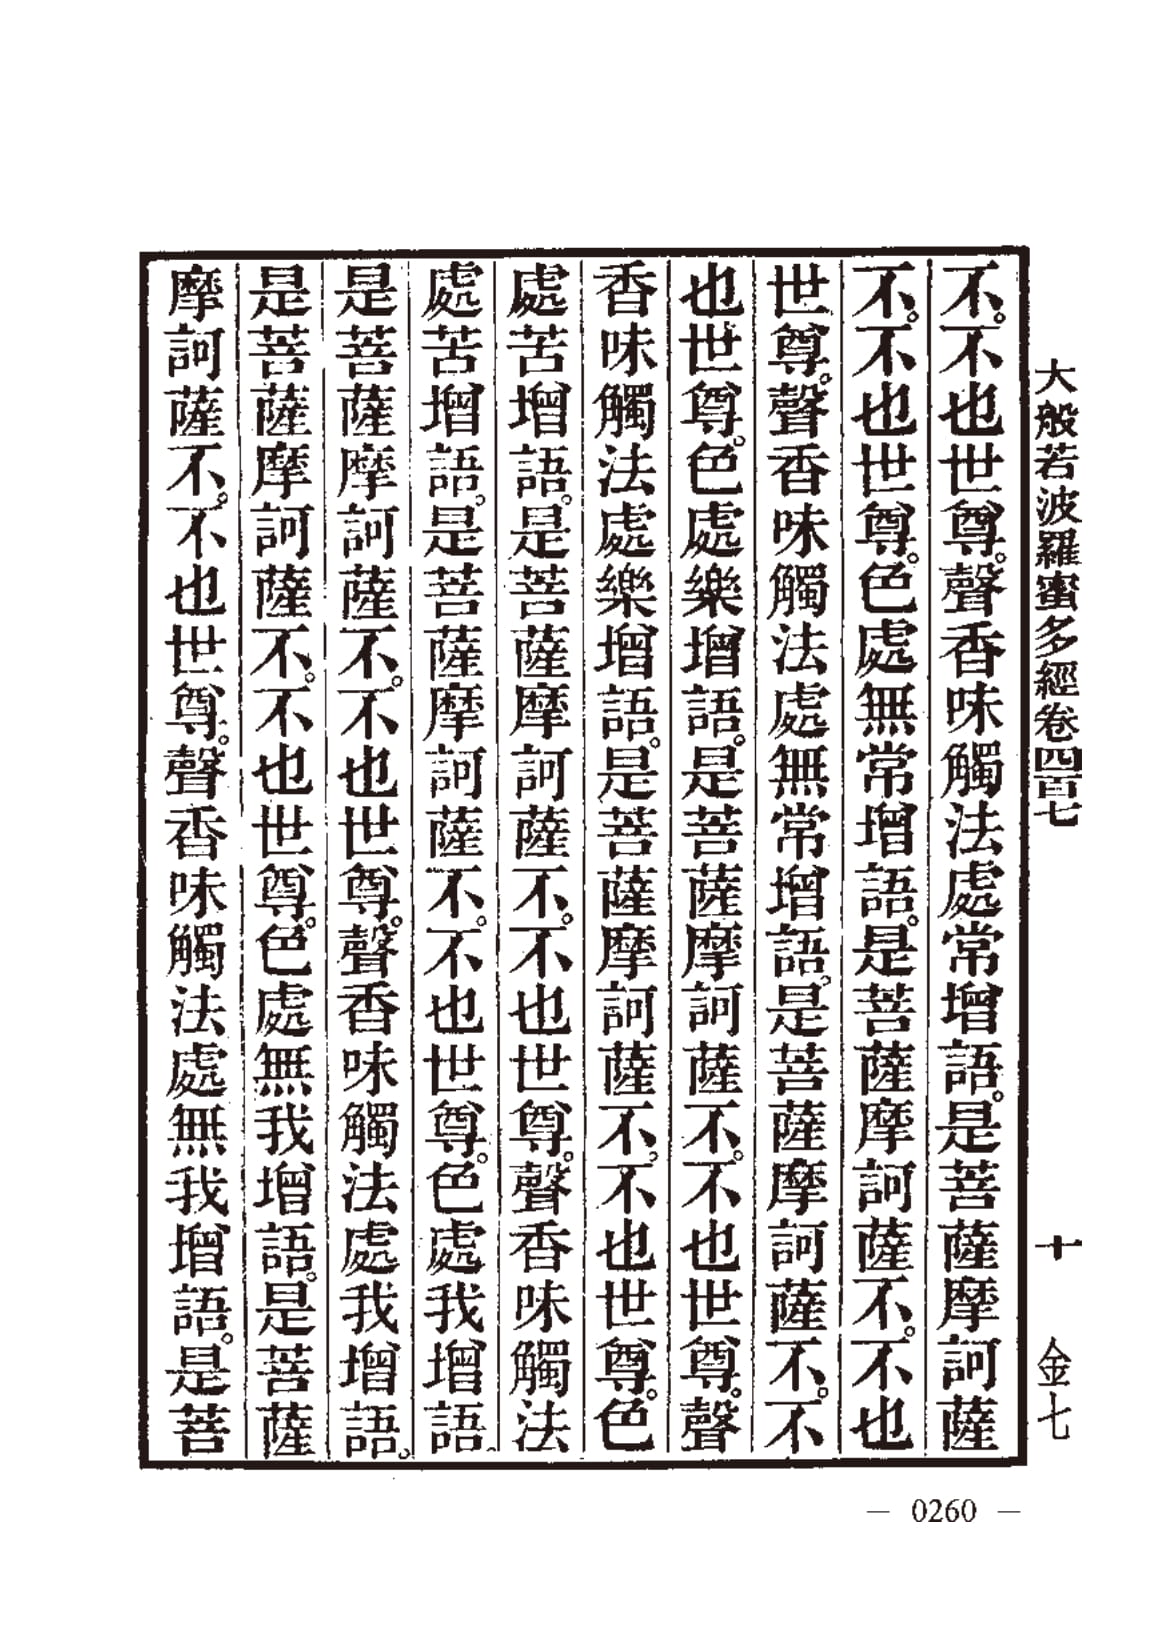 大般若波羅蜜多經卷四百七 十 金七
不。不也世尊。聲香味觸法處常增語。是菩薩摩訶薩
不。不也世尊。色處無常增語。是菩薩摩訶薩不。不也
世尊。聲香味觸法處無常增語。是菩薩摩訶薩不。不
也世尊。色處樂增語。是菩薩摩訶薩不。不也世尊。聲
香味觸法處樂增語。是菩薩摩訶薩不。不也世尊。色
處苦增語。是菩薩摩訶薩不。不也世尊。聲香味觸法
處苦增語。是菩薩摩訶薩不。不也世尊。色處我增語。
是菩薩摩訶薩不。不也世尊。聲香味觸法處我增語。
是菩薩摩訶薩不。不也世尊。色處無我增語。是菩薩
摩訶薩不。不也世尊。聲香味觸法處無我增語。是菩
— 0260 —